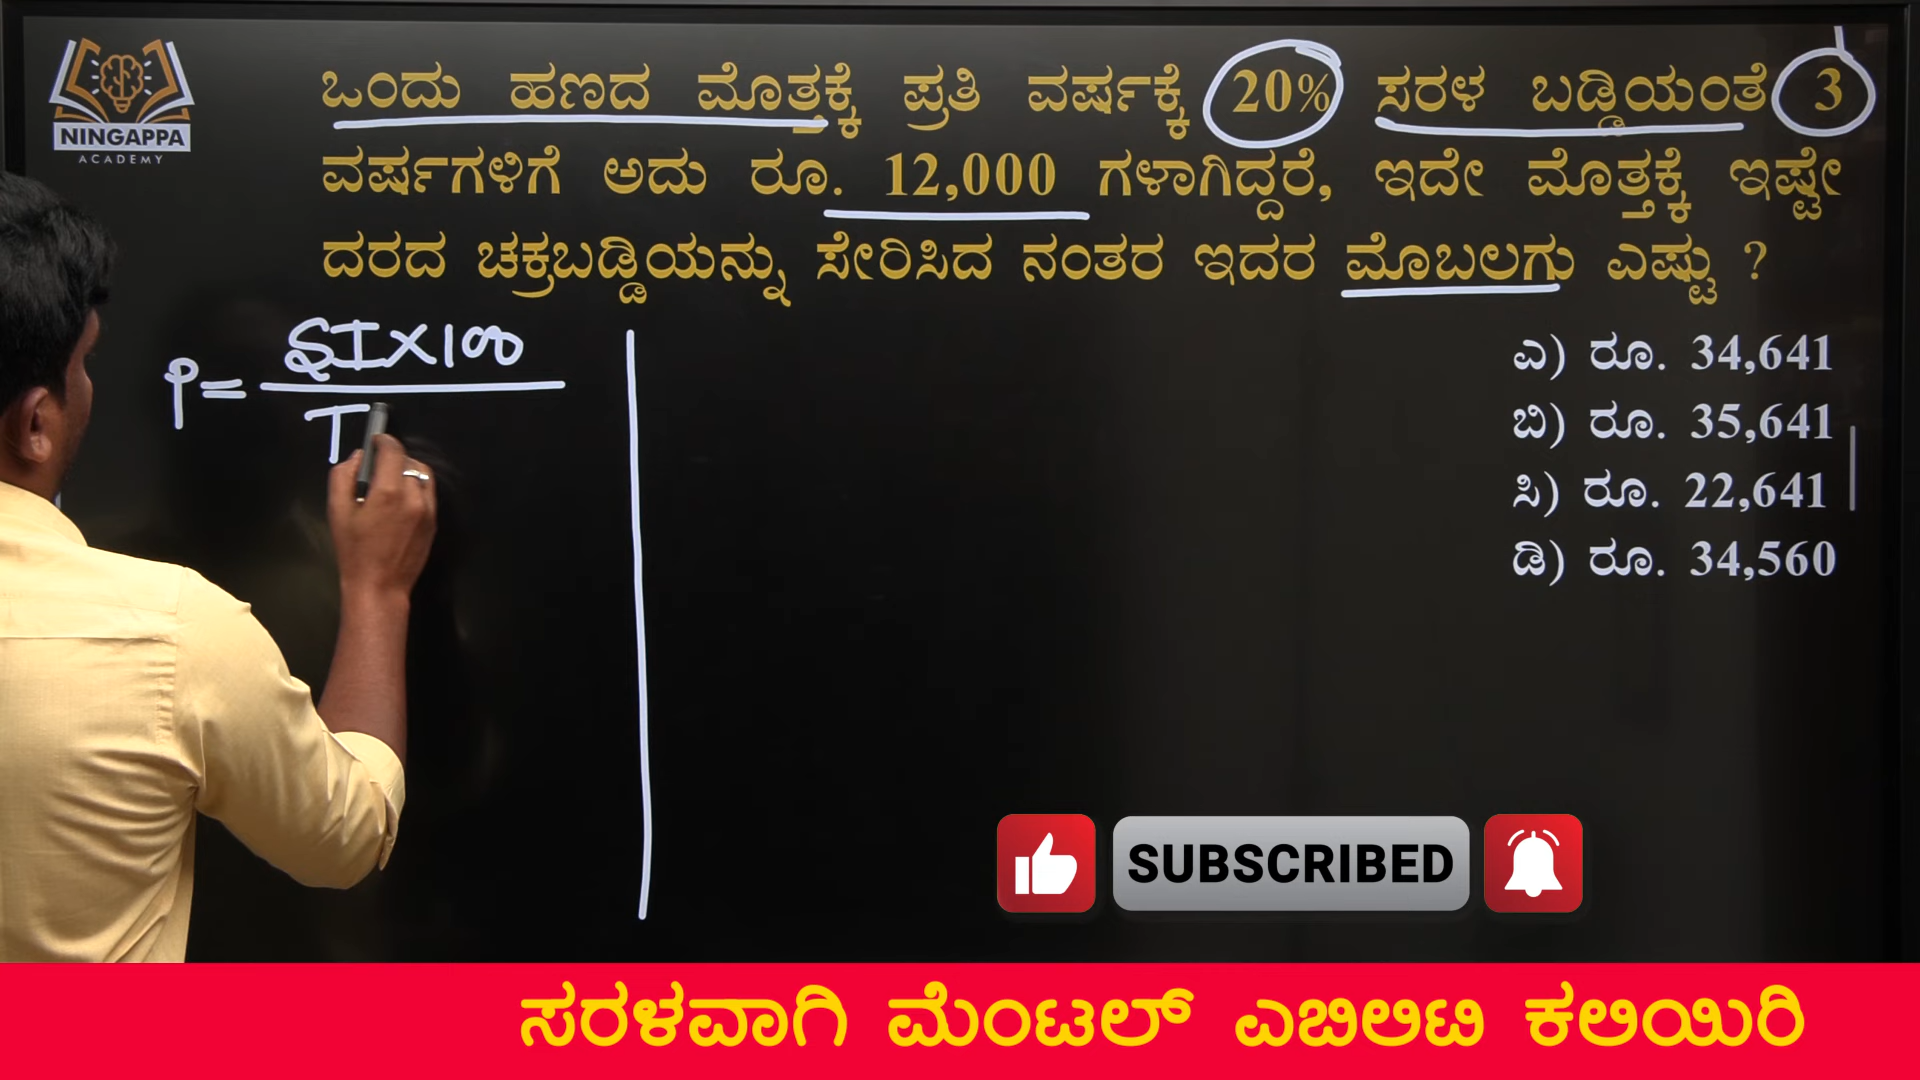 NINGAPPA
ACADEMY
ಒಂದು ಹಣದ ಮೊತ್ತಕ್ಕೆ ಪ್ರತಿ ವರ್ಷಕ್ಕೆ 20% ಸರಳ ಬಡ್ಡಿಯಂತೆ 3
ವರ್ಷಗಳಿಗೆ ಅದು ರೂ. 12,000 ಗಳಾಗಿದ್ದರೆ, ಇದೇ ಮೊತ್ತಕ್ಕೆ ಇಷ್ಟೇ
ದರದ ಚಕ್ರಬಡ್ಡಿಯನ್ನು ಸೇರಿಸಿದ ನಂತರ ಇದರ ಮೊಬಲಗು ಎಷ್ಟು ?
P = SI×100
T
ಎ) ರೂ. 34,641
ಬಿ) ರೂ. 35,641
ಸಿ) ರೂ. 22,641
ಡಿ) ರೂ. 34,560
SUBSCRIBED
ಸರಳವಾಗಿ ಮೆಂಟಲ್ ಎಬಿಲಿಟಿ ಕಲಿಯಿರಿ